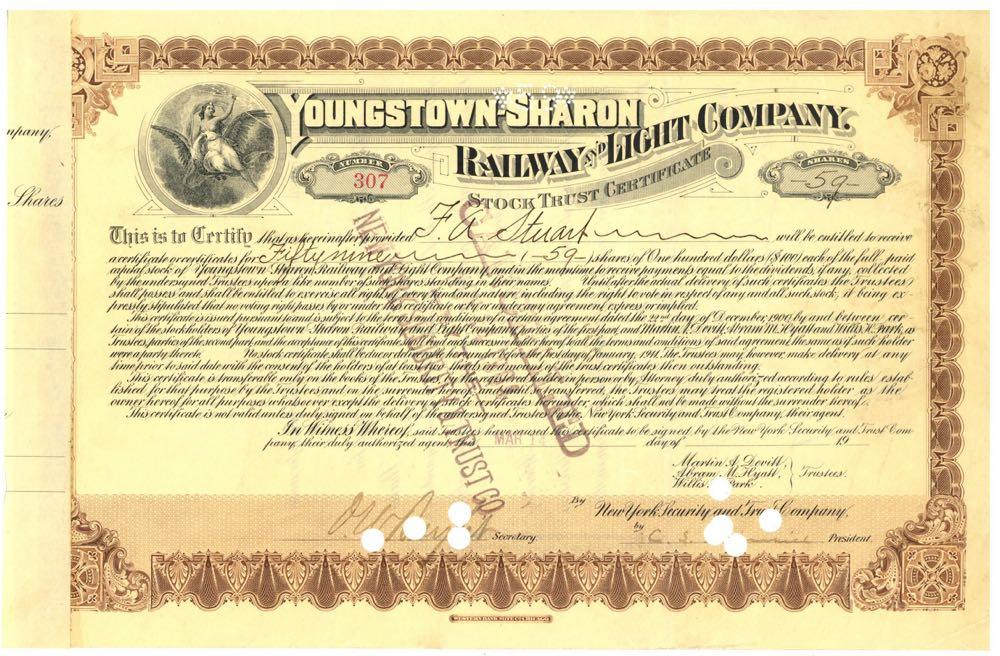 mpany,
Shares
YOUNGSTOWN-SHARON
RAILWAY AND LIGHT COMPANY.
STOCK TRUST CERTIFICATE
NUMBER
307
SHARES
-59-
This is to Certify that as hereinafter provided F. A. Stuart will be entitled to receive
a certificate or certificates for Fifty nine (-59-) shares of One hundred dollars ($100) each of the full paid
capital stock of Youngstown-Sharon Railway and Light Company, and in the meantime to receive payments equal to the dividends, if any, collected
by the undersigned Trustees upon a like number of such shares standing in their names. Until after the actual delivery of such certificates the Trustees
shall possess and shall be entitled to exercise all rights of every kind and nature, including the right to vote in respect of any and all such stock, it being ex-
pressly stipulated that no voting right passes by or under this certificate or by or under any agreement, express or implied.
This certificate is issued pursuant to and is subject to the terms and conditions of a certain agreement dated the 22nd day of December, 1900, by and between cer-
tain of the stockholders of Youngstown-Sharon Railway and Light Company, parties of the first part, and Martin A. Devitt, Abram M. Hyatt and Willis H. Park, as
Trustees, parties of the second part, and the acceptance of this certificate shall bind each successive holder hereof to all the terms and conditions of said agreement, the same as if such holder
were a party thereto. No stock certificate shall be due or deliverable hereunder before the first day of January, 1911. The Trustees may, however, make delivery at any
time prior to said date with the consent of the holders of at least two thirds in amount of the trust certificates then outstanding.
This certificate is transferable only on the books of the Trustees by the registered holder in person or by Attorney duly authorized according to rules estab-
lished for that purpose by the Trustees and on the surrender hereof, and until so transferred, the Trustees may treat the registered holder as the
owner hereof for all purposes whatsoever except the delivery of stock certificates hereunder, which shall not be made without the surrender hereof.
This certificate is not valid unless duly signed on behalf of the undersigned Trustees by the New York Security and Trust Company, their agent.
In Witness Whereof, said Trustees have caused this certificate to be signed by the New York Security and Trust Com-
pany, their duly authorized agent this MAR 14 day of 19
Martin A. Devitt
Abram M. Hyatt Trustees.
Willis Park.
By New York Security and Trust Company,
Secretary. by C. S. President.
TRUST CO.
WESTERN BANK NOTE CO. CHICAGO